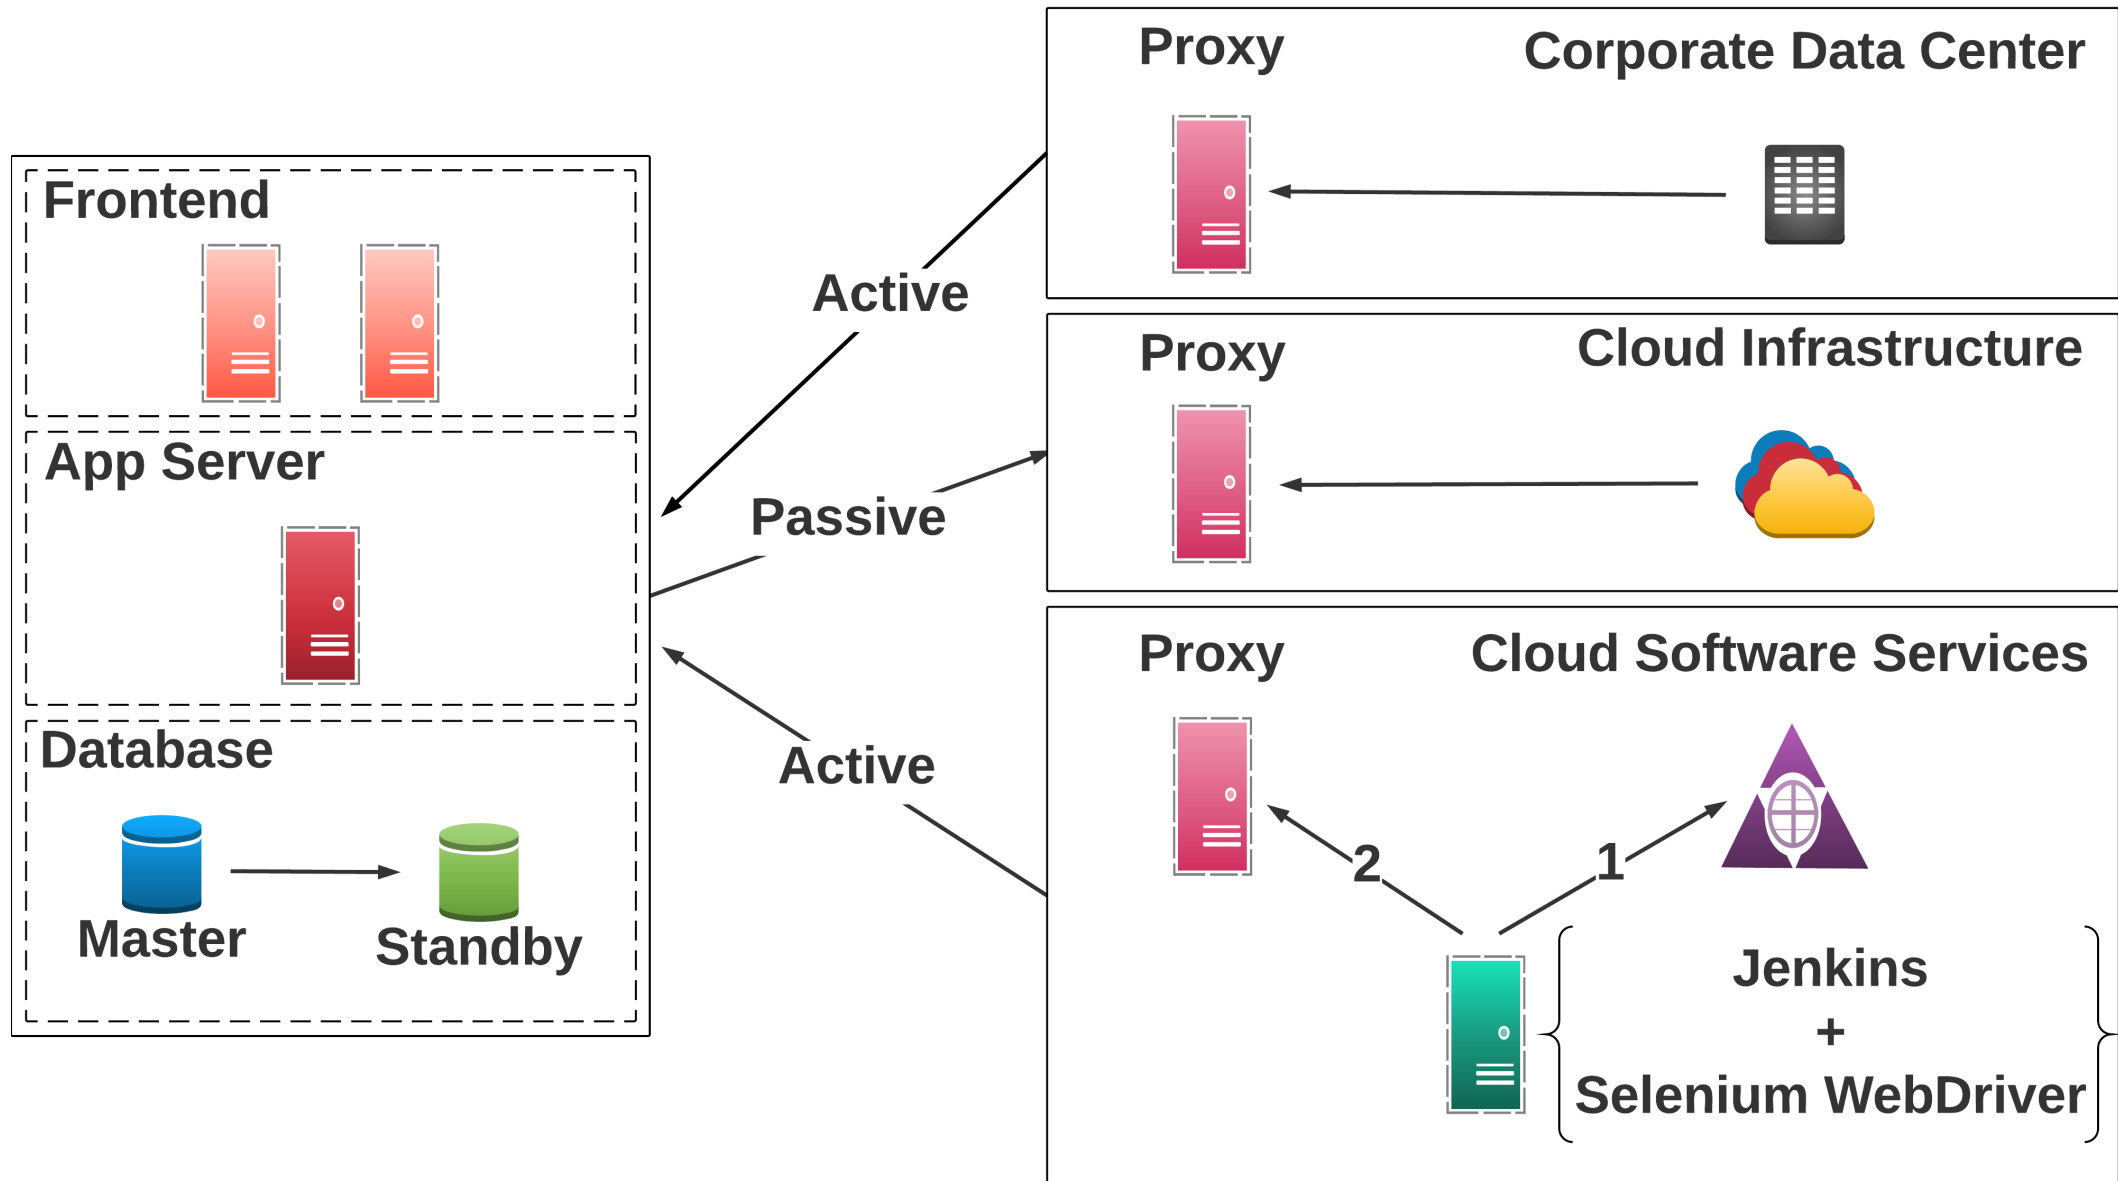 Frontend
App Server
Database
Master
Standby
Active
Passive
Active
Proxy
Corporate Data Center
Proxy
Cloud Infrastructure
Proxy
Cloud Software Services
2
1
Jenkins
+
Selenium WebDriver